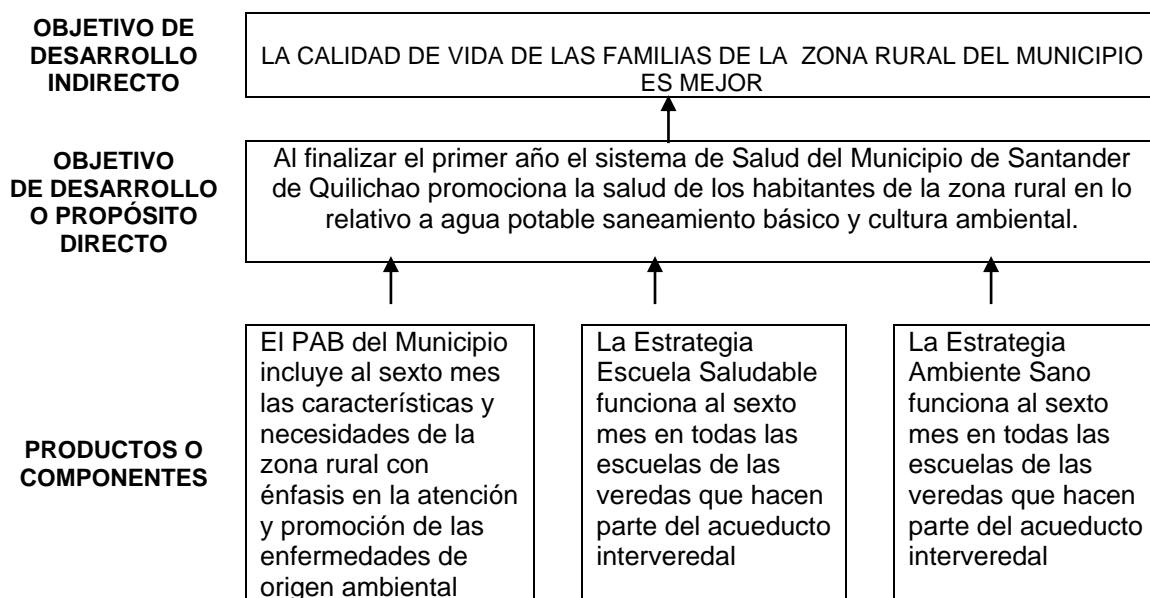 OBJETIVO DE
DESARROLLO
INDIRECTO
LA CALIDAD DE VIDA DE LAS FAMILIAS DE LA ZONA RURAL DEL MUNICIPIO
ES MEJOR
OBJETIVO
DE DESARROLLO
O PROPÓSITO
DIRECTO
Al finalizar el primer año el sistema de Salud del Municipio de Santander
de Quilichao promociona la salud de los habitantes de la zona rural en lo
relativo a agua potable saneamiento básico y cultura ambiental.
PRODUCTOS O
COMPONENTES
El PAB del Municipio
incluye al sexto mes
las características y
necesidades de la
zona rural con
énfasis en la atención
y promoción de las
enfermedades de
origen ambiental
La Estrategia
Escuela Saludable
funciona al sexto
mes en todas las
escuelas de las
veredas que hacen
parte del acueducto
interveredal
La Estrategia
Ambiente Sano
funciona al sexto
mes en todas las
escuelas de las
veredas que hacen
parte del acueducto
interveredal